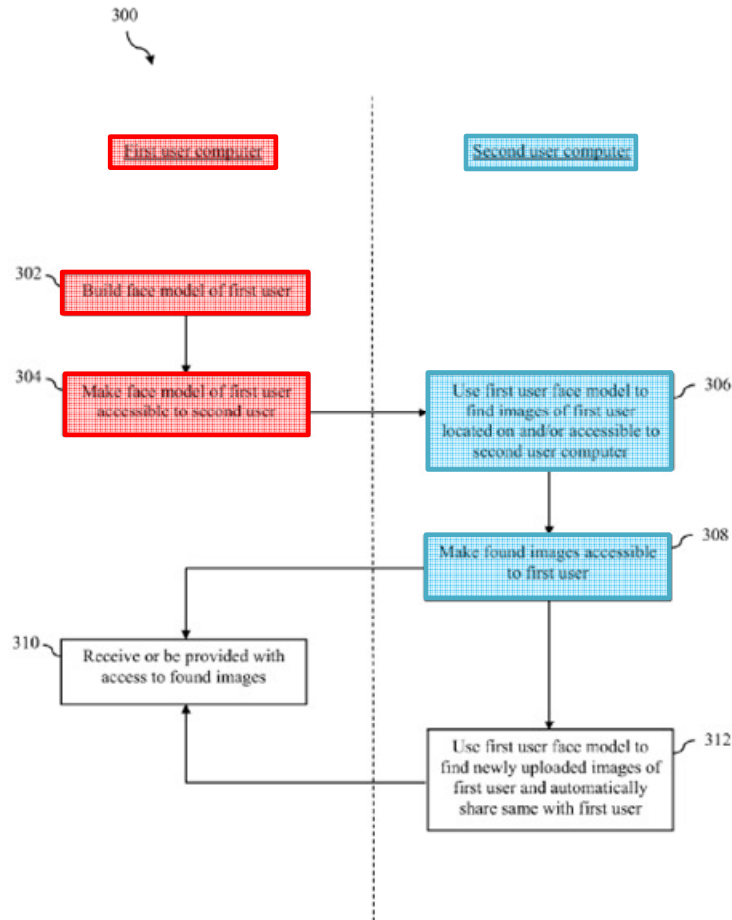 300
First user computer
Second user computer
302
Build face model of first user
304
Make face model of first user
accessible to second user
Use first user face model to
find images of first user
located on and/or accessible to
second user computer
306
Make found images accessible
to first user
308
310
Receive or be provided with
access to found images
Use first user face model to
find newly uploaded images of
first user and automatically
share same with first user
312